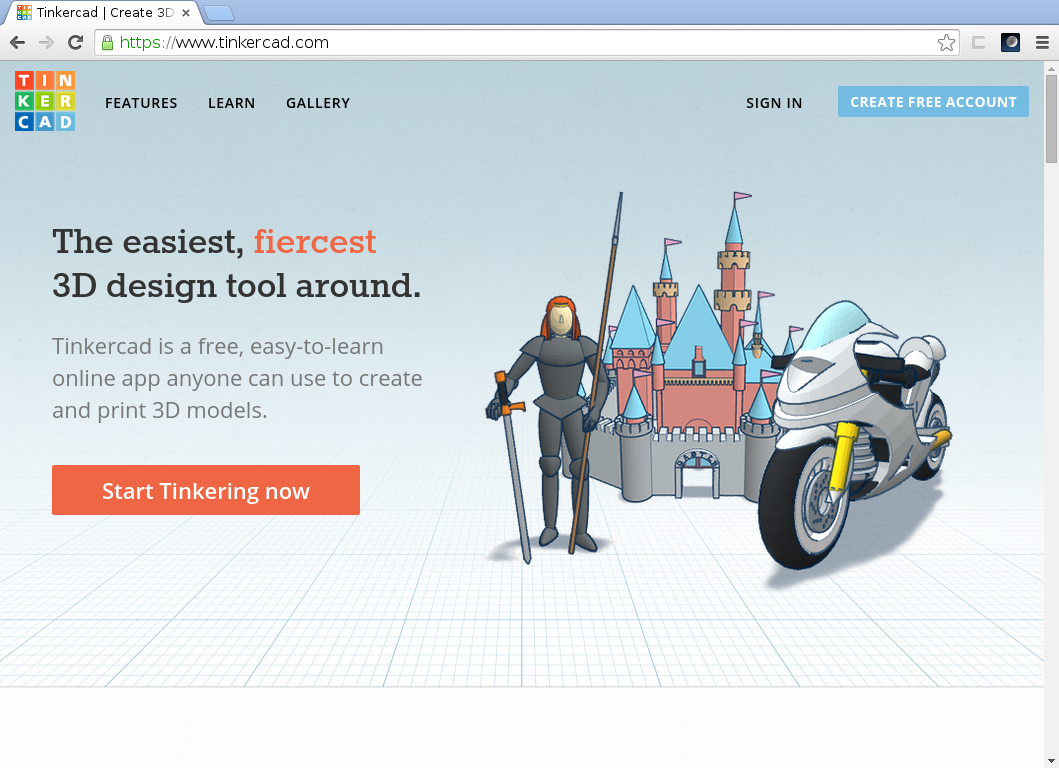 Tinkercad | Create 3D
https://www.tinkercad.com
TIN
KER
CAD
FEATURES
LEARN
GALLERY
SIGN IN
CREATE FREE ACCOUNT
The easiest, fiercest
3D design tool around.
Tinkercad is a free, easy-to-learn
online app anyone can use to create
and print 3D models.
Start Tinkering now